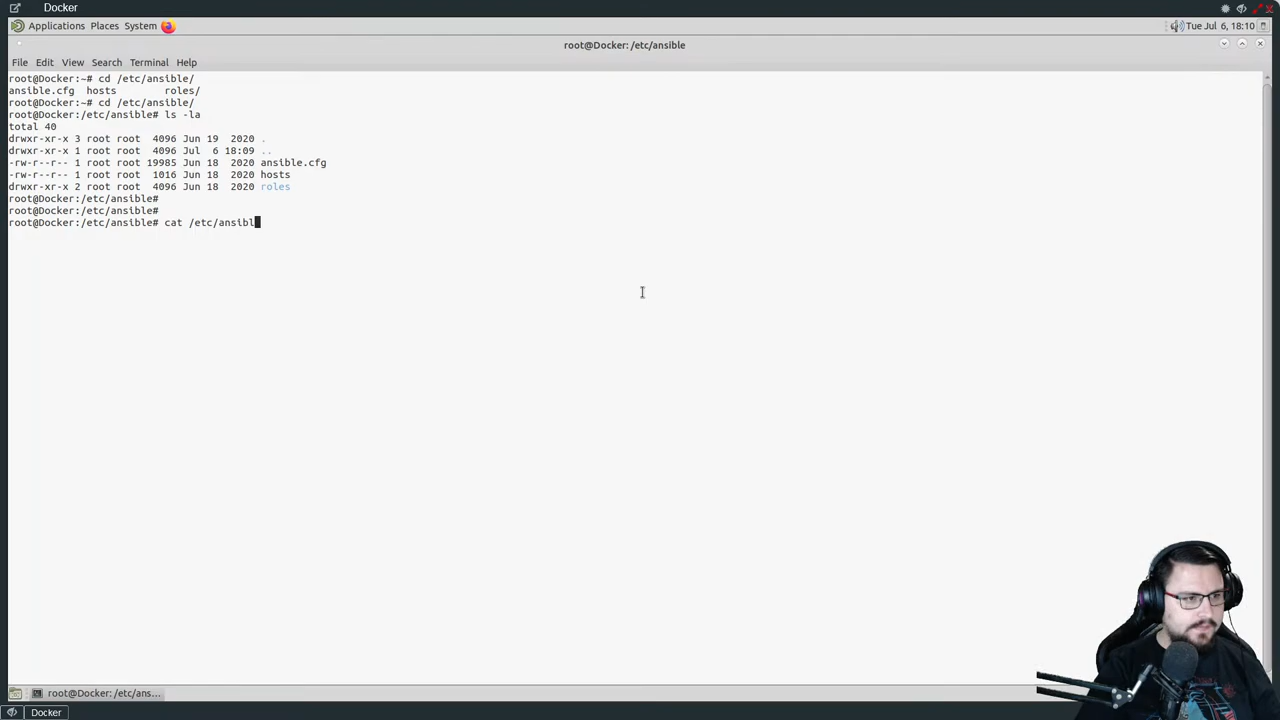 Docker
Applications Places System Tue Jul 6, 18:10
root@Docker: /etc/ansible
File Edit View Search Terminal Help
root@Docker:~# cd /etc/ansible/
ansible.cfg hosts roles/
root@Docker:~# cd /etc/ansible/
root@Docker:/etc/ansible# ls -la
total 40
drwxr-xr-x 3 root root 4096 Jun 19 2020 .
drwxr-xr-x 1 root root 4096 Jul 6 18:09 ..
-rw-r--r-- 1 root root 19985 Jun 18 2020 ansible.cfg
-rw-r--r-- 1 root root 1016 Jun 18 2020 hosts
drwxr-xr-x 2 root root 4096 Jun 18 2020 roles
root@Docker:/etc/ansible#
root@Docker:/etc/ansible#
root@Docker:/etc/ansible# cat /etc/ansibl
root@Docker: /etc/ans...
Docker